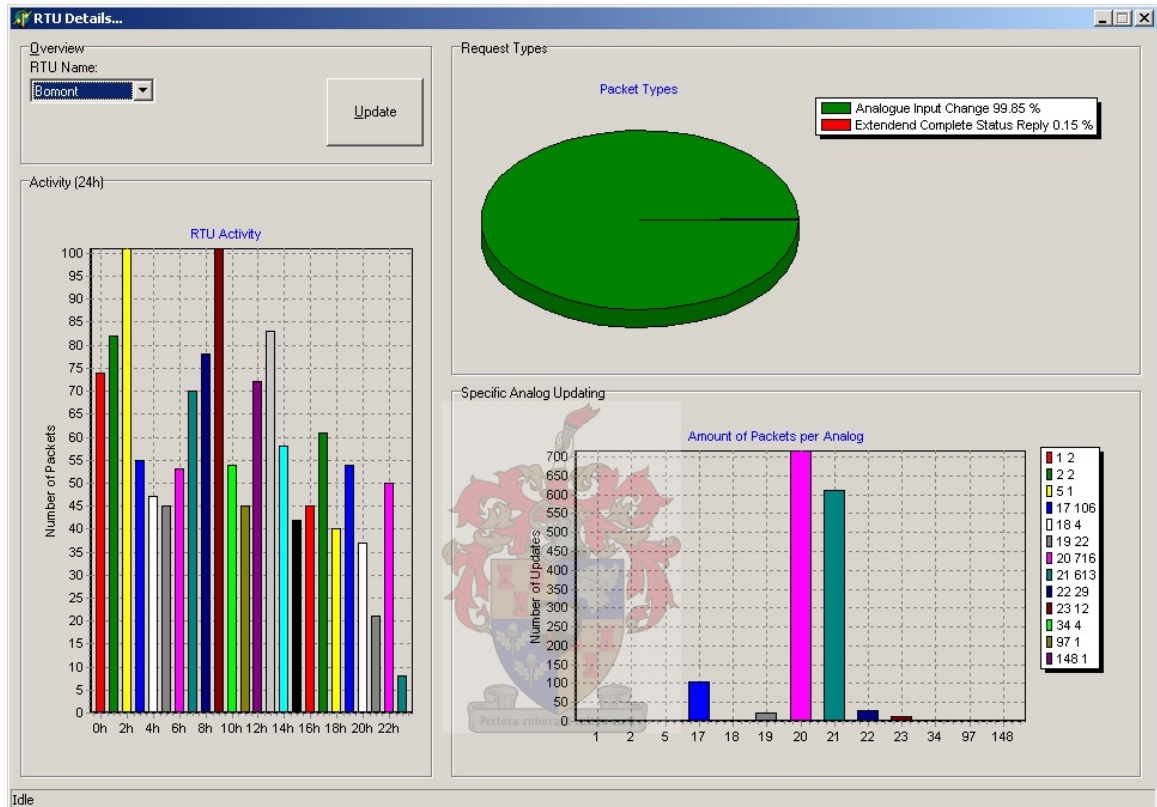 RTU Details...
Overview
RTU Name:
Bomont
Update
Activity (24h)
RTU Activity
Number of Packets
100
95
90
85
80
75
70
65
60
55
50
45
40
35
30
25
20
15
10
5
0
0h 2h 4h 6h 8h 10h 12h 14h 16h 18h 20h 22h
Request Types
Packet Types
Analogue Input Change 99.85 %
Extendend Complete Status Reply 0.15 %
Specific Analog Updating
Amount of Packets per Analog
Number of Updates
700
650
600
550
500
450
400
350
300
250
200
150
100
50
0
1 2 5 17 18 19 20 21 22 23 34 97 148
1 2
2 2
5 1
17 106
18 4
19 22
20 716
21 613
22 29
23 12
34 4
97 1
148 1
Pectora roborant
Idle